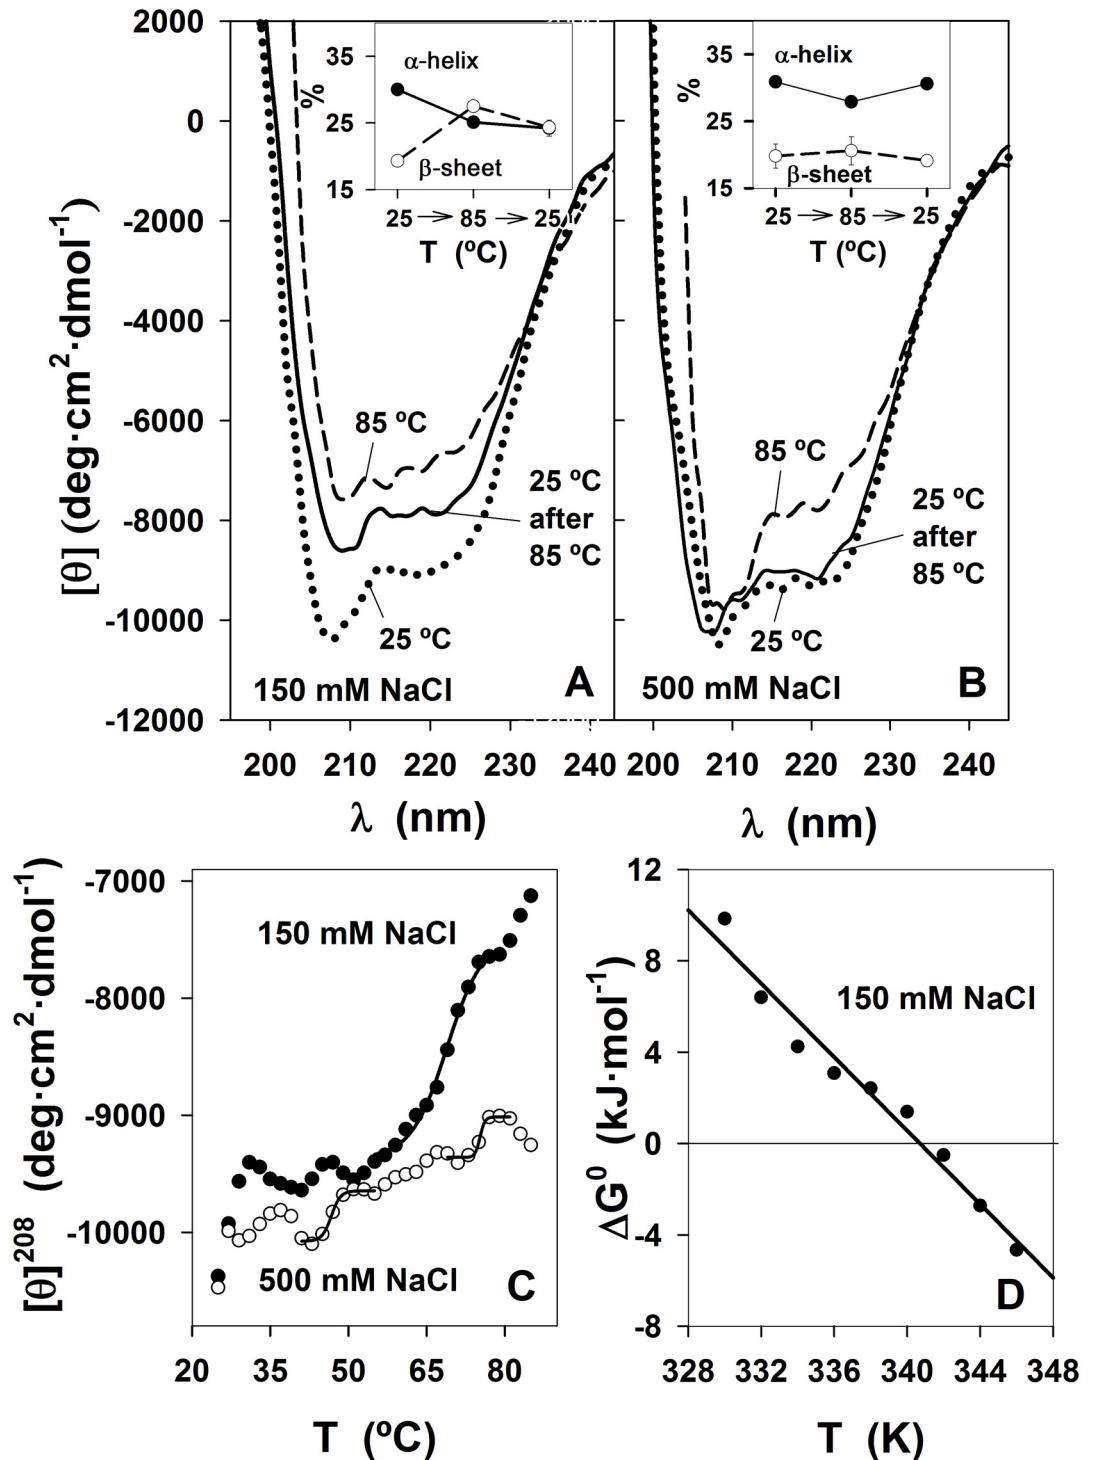 2000
0
-2000
-4000
-6000
-8000
-10000
-12000
[θ] (deg·cm²·dmol⁻¹)
35
25
15
%
α-helix
β-sheet
25 → 85 → 25
T (ºC)
85 ºC
25 ºC
after
85 ºC
25 ºC
150 mM NaCl
A
200 210 220 230 240
λ (nm)
35
25
15
%
α-helix
β-sheet
25 → 85 → 25
T (ºC)
85 ºC
25 ºC
after
85 ºC
25 ºC
500 mM NaCl
B
200 210 220 230 240
λ (nm)
-7000
-8000
-9000
-10000
[θ]²⁰⁸ (deg·cm²·dmol⁻¹)
150 mM NaCl
500 mM NaCl
C
20 35 50 65 80
T (ºC)
12
8
4
0
-4
-8
ΔG⁰ (kJ·mol⁻¹)
150 mM NaCl
D
328 332 336 340 344 348
T (K)